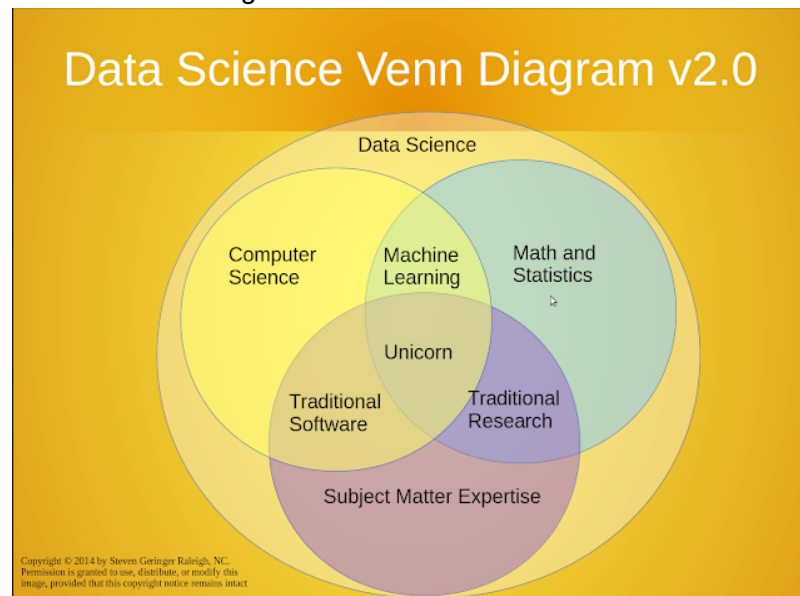 Data Science Venn Diagram v2.0
Data Science
Computer
Science
Machine
Learning
Math and
Statistics
Unicorn
Traditional
Software
Traditional
Research
Subject Matter Expertise
Copyright © 2014 by Steven Geringer Raleigh, NC.
Permission is granted to use, distribute, or modify this
image, provided that this copyright notice remains intact